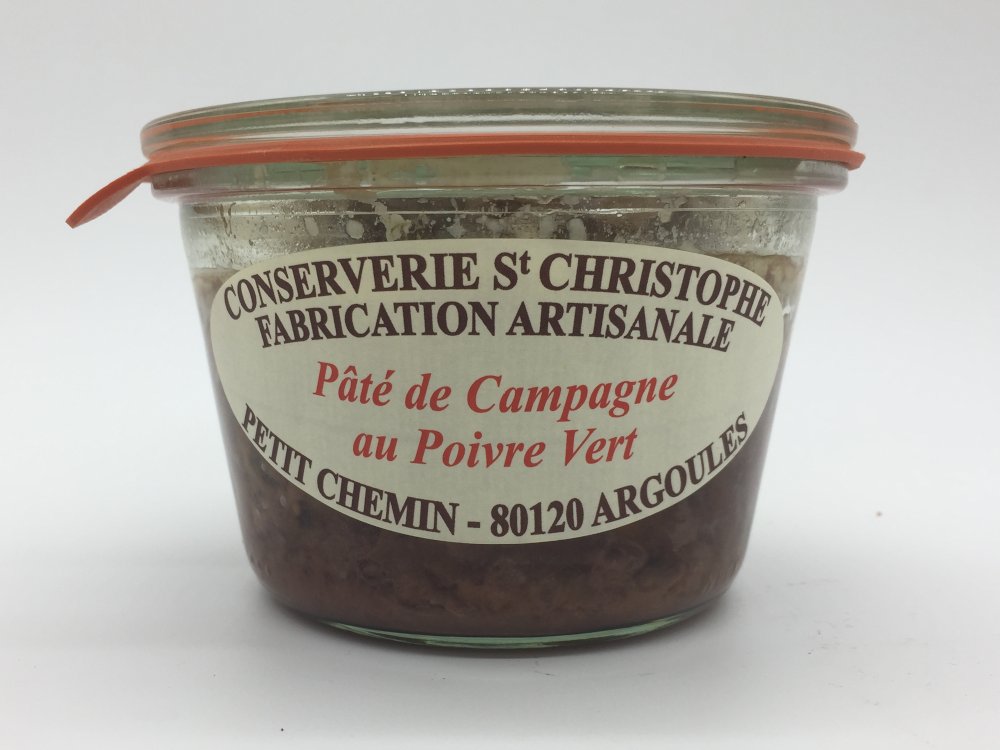 CONSERVERIE St CHRISTOPHE
FABRICATION ARTISANALE
Pâté de Campagne
au Poivre Vert
PETIT CHEMIN - 80120 ARGOULES